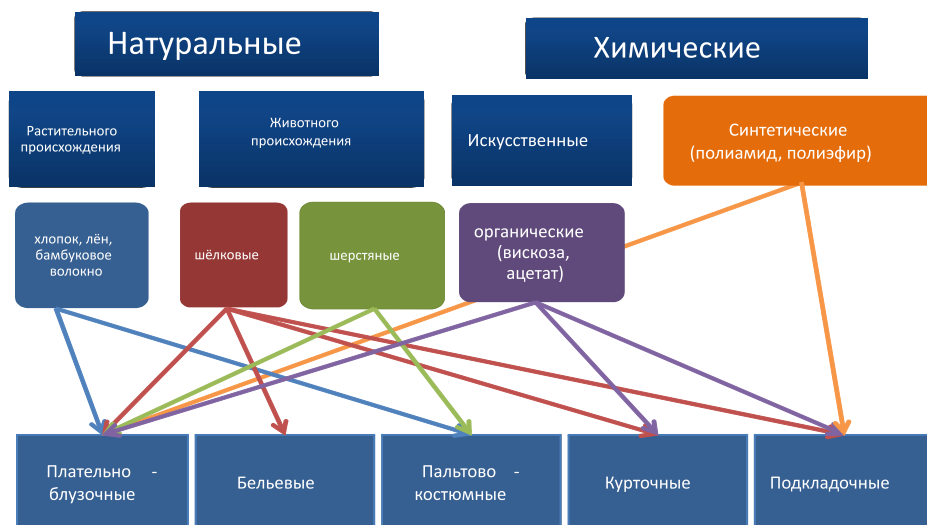 Натуральные
Химические
Растительного
происхождения
Животного
происхождения
Искусственные
Синтетические
(полиамид, полиэфир)
хлопок, лён,
бамбуковое
волокно
шёлковые
шерстяные
органические
(вискоза,
ацетат)
Плательно -
блузочные
Бельевые
Пальтово -
костюмные
Курточные
Подкладочные